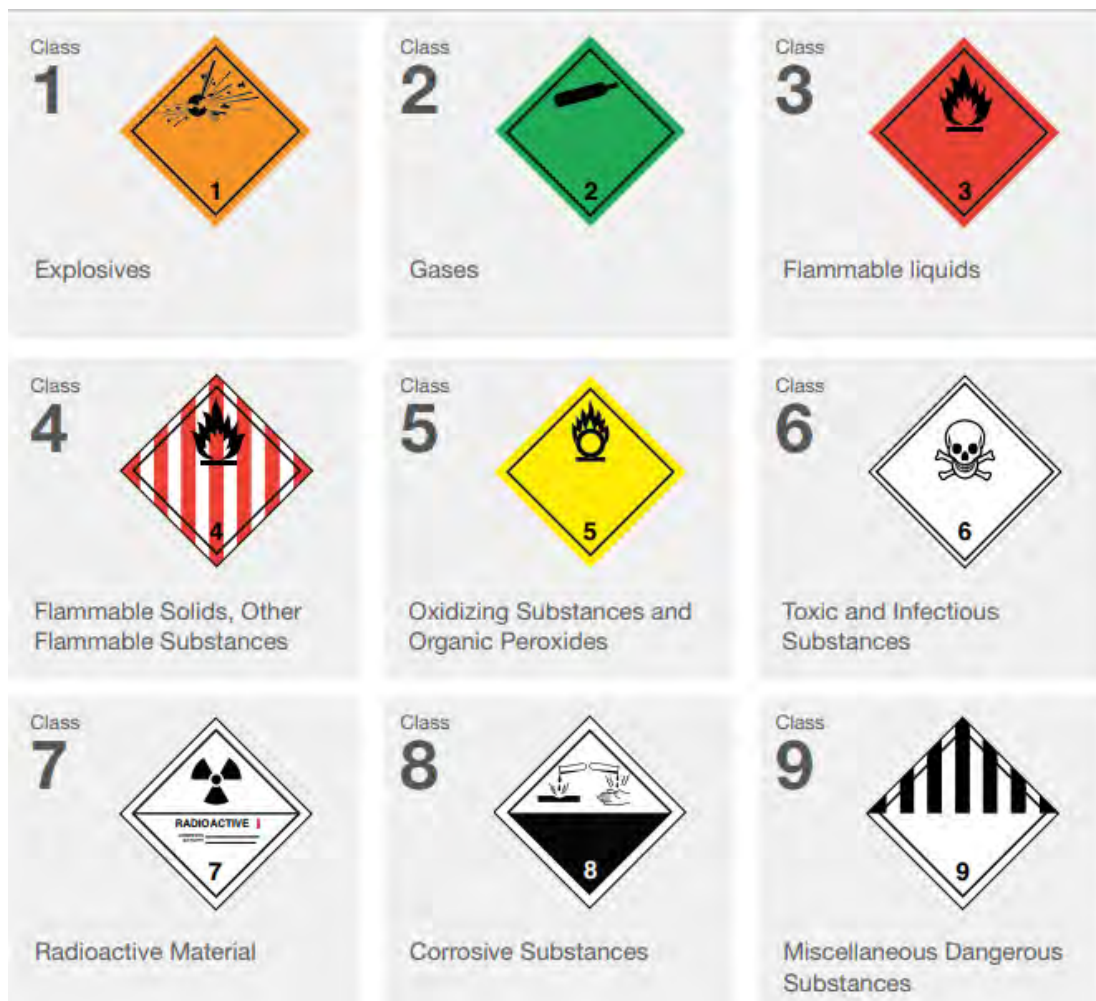 Class
1
1
Explosives
Class
2
2
Gases
Class
3
3
Flammable liquids
Class
4
4
Flammable Solids, Other
Flammable Substances
Class
5
5
Oxidizing Substances and
Organic Peroxides
Class
6
6
Toxic and Infectious
Substances
Class
7
RADIOACTIVE I
7
Radioactive Material
Class
8
8
Corrosive Substances
Class
9
9
Miscellaneous Dangerous
Substances